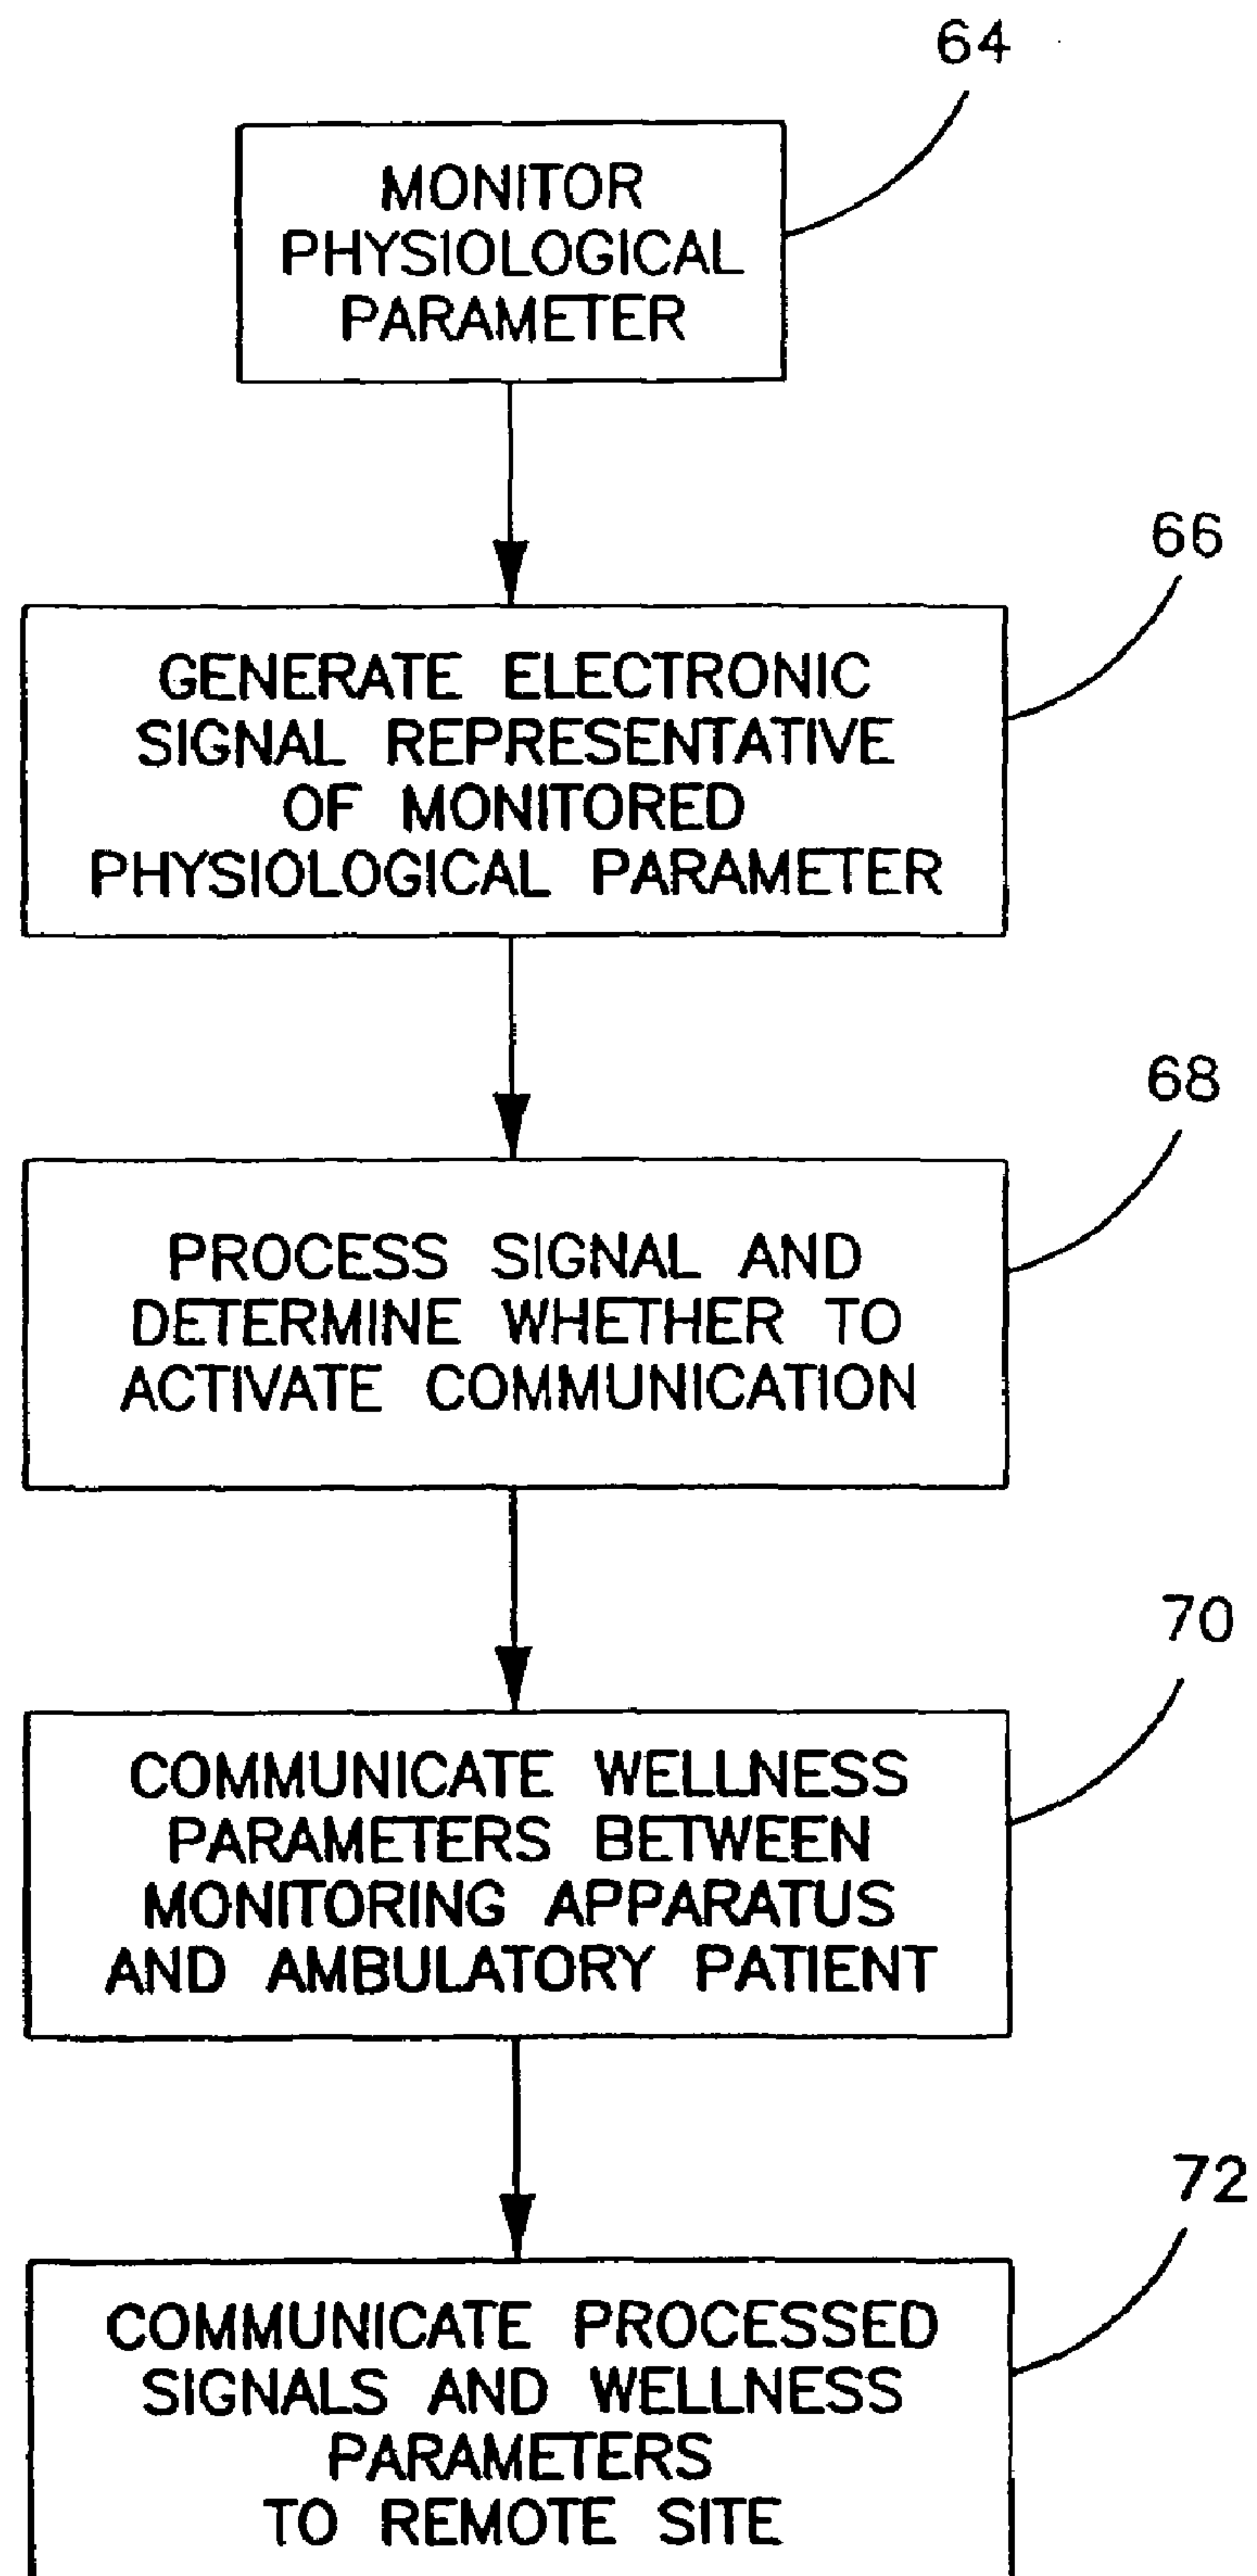 64
MONITOR
PHYSIOLOGICAL
PARAMETER
66
GENERATE ELECTRONIC
SIGNAL REPRESENTATIVE
OF MONITORED
PHYSIOLOGICAL PARAMETER
68
PROCESS SIGNAL AND
DETERMINE WHETHER TO
ACTIVATE COMMUNICATION
70
COMMUNICATE WELLNESS
PARAMETERS BETWEEN
MONITORING APPARATUS
AND AMBULATORY PATIENT
72
COMMUNICATE PROCESSED
SIGNALS AND WELLNESS
PARAMETERS
TO REMOTE SITE